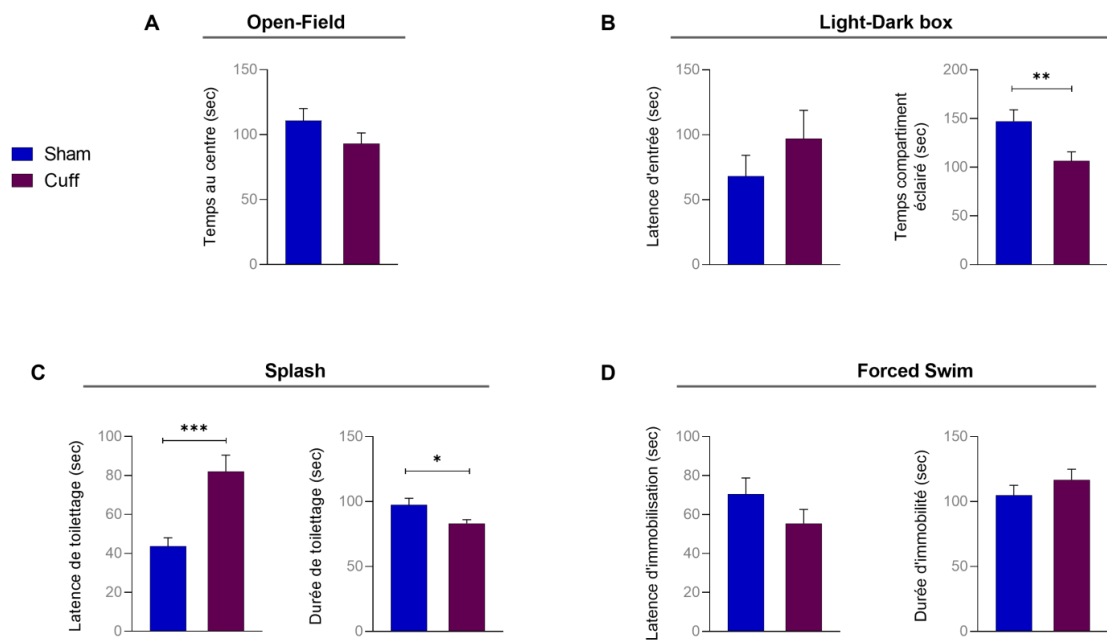 A
Open-Field
Temps au centre (sec)
150
100
50
0
Sham
Cuff
B
Light-Dark box
Latence d'entrée (sec)
150
100
50
0
Temps compartiment
éclairé (sec)
200
150
100
50
0
**
C
Splash
Latence de toilettage (sec)
100
80
60
40
20
0
***
Durée de toilettage (sec)
150
100
50
0
*
D
Forced Swim
Latence d'immobilisation (sec)
100
80
60
40
20
0
Durée d'immobilité (sec)
150
100
50
0